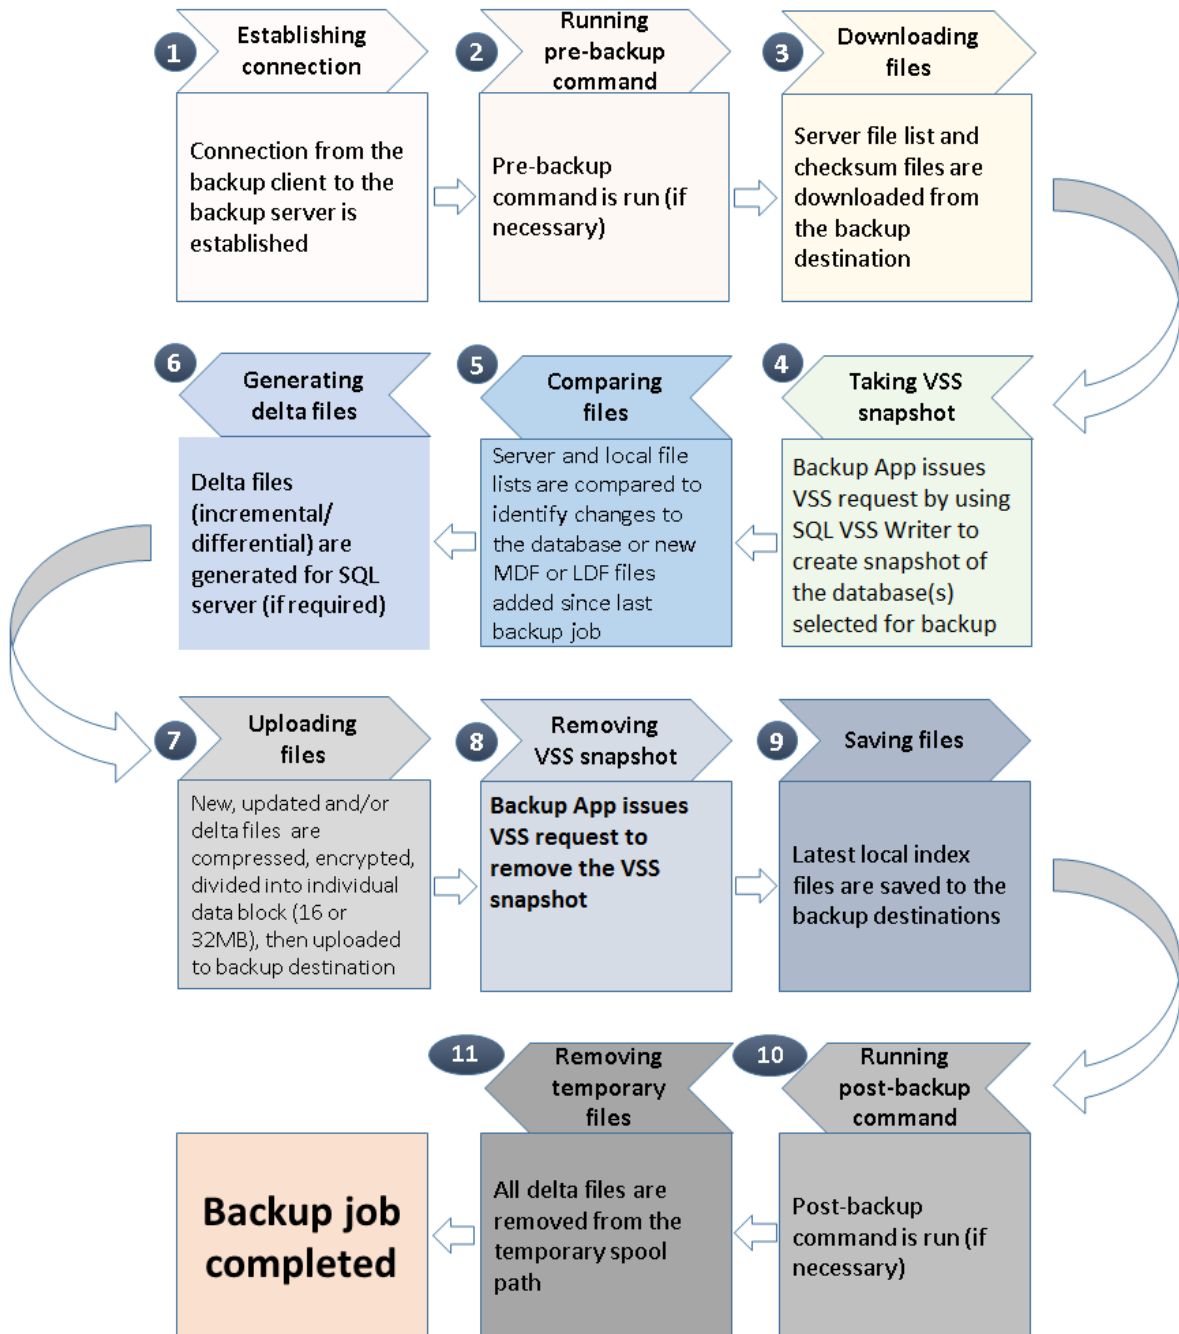 1
Establishing
connection
Connection from the
backup client to the
backup server is
established
2
Running
pre-backup
command
Pre-backup
command is run (if
necessary)
3
Downloading
files
Server file list and
checksum files are
downloaded from
the backup
destination
4
Taking VSS
snapshot
Backup App issues
VSS request by using
SQL VSS Writer to
create snapshot of
the database(s)
selected for backup
5
Comparing
files
Server and local file
lists are compared to
identify changes to
the database or new
MDF or LDF files
added since last
backup job
6
Generating
delta files
Delta files
(incremental/
differential) are
generated for SQL
server (if required)
7
Uploading
files
New, updated and/or
delta files are
compressed, encrypted,
divided into individual
data block (16 or
32MB), then uploaded
to backup destination
8
Removing
VSS snapshot
Backup App issues
VSS request to
remove the VSS
snapshot
9
Saving files
Latest local index
files are saved to the
backup destinations
10
Running
post-backup
command
Post-backup
command is run (if
necessary)
11
Removing
temporary
files
All delta files are
removed from the
temporary spool
path
Backup job
completed